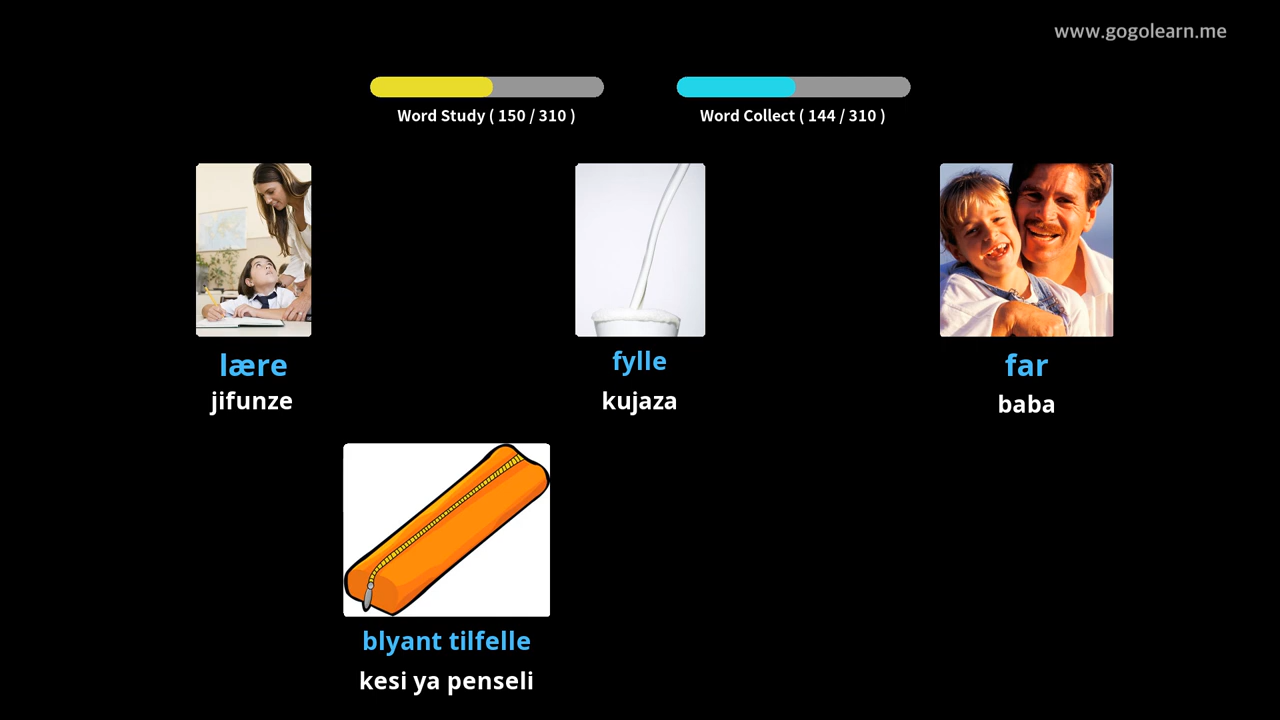 www.gogolearn.me
Word Study ( 150 / 310 )
Word Collect ( 144 / 310 )
lære
jifunze
fylle
kujaza
far
baba
blyant tilfelle
kesi ya penseli